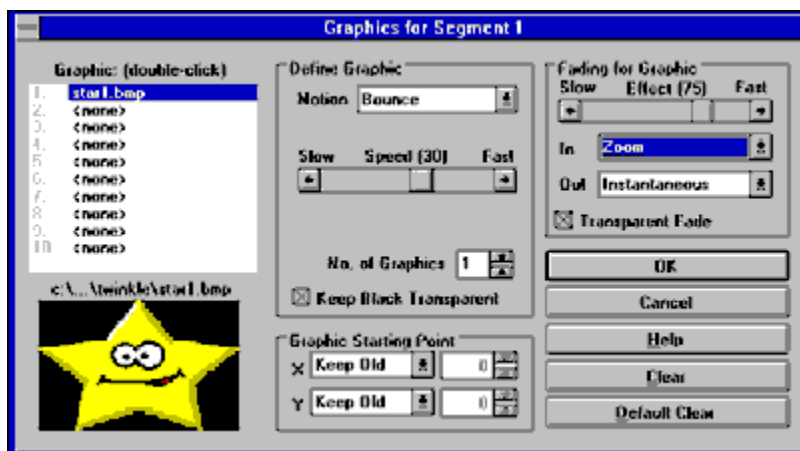 Graphics for Segment 1
Graphic: (double-click)
1. star1.bmp
2. <none>
3. <none>
4. <none>
5. <none>
6. <none>
7. <none>
8. <none>
9. <none>
10. <none>
c:\...\twinkle\star1.bmp
Define Graphic
Motion Bounce
Slow Speed (30) Fast
No. of Graphics 1
Keep Black Transparent
Graphic Starting Point
X Keep Old 0
Y Keep Old 0
Fading for Graphic
Slow Effect (75) Fast
In Zoom
Out Instantaneous
Transparent Fade
OK
Cancel
Help
Clear
Default Clear